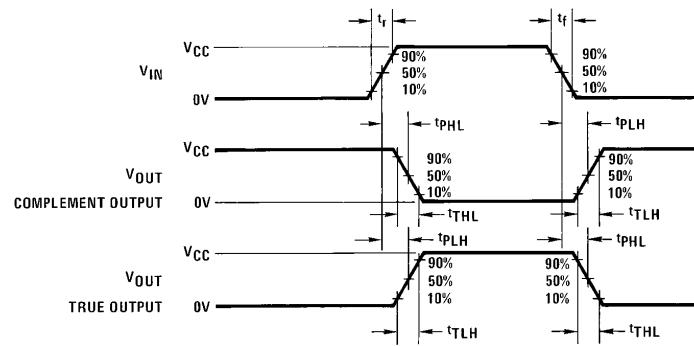 tr
tf
VCC
90%
90%
VIN
50%
50%
10%
10%
0V
tPHL
tPLH
VCC
90%
90%
VOUT
50%
50%
COMPLEMENT OUTPUT
0V
10%
10%
tTHL
tTLH
tPLH
tPHL
VCC
90%
90%
VOUT
50%
50%
TRUE OUTPUT
0V
10%
10%
tTLH
tTHL